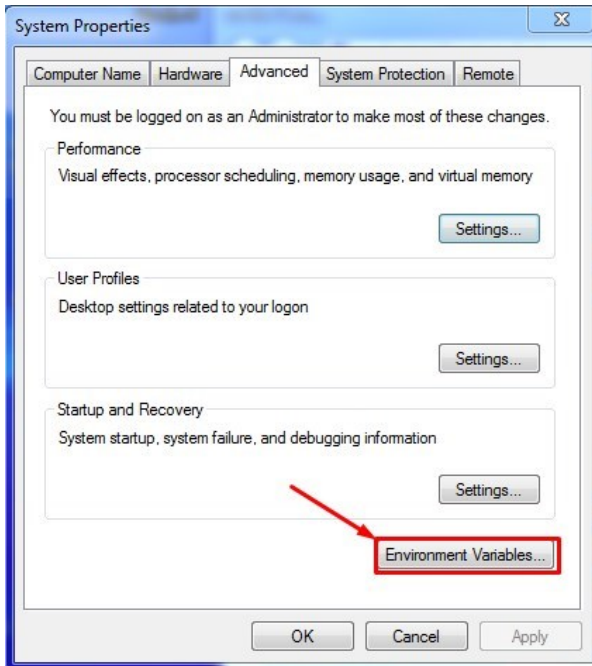 System Properties
Computer Name Hardware Advanced System Protection Remote
You must be logged on as an Administrator to make most of these changes.
Performance
Visual effects, processor scheduling, memory usage, and virtual memory
Settings...
User Profiles
Desktop settings related to your logon
Settings...
Startup and Recovery
System startup, system failure, and debugging information
Settings...
Environment Variables...
OK Cancel Apply